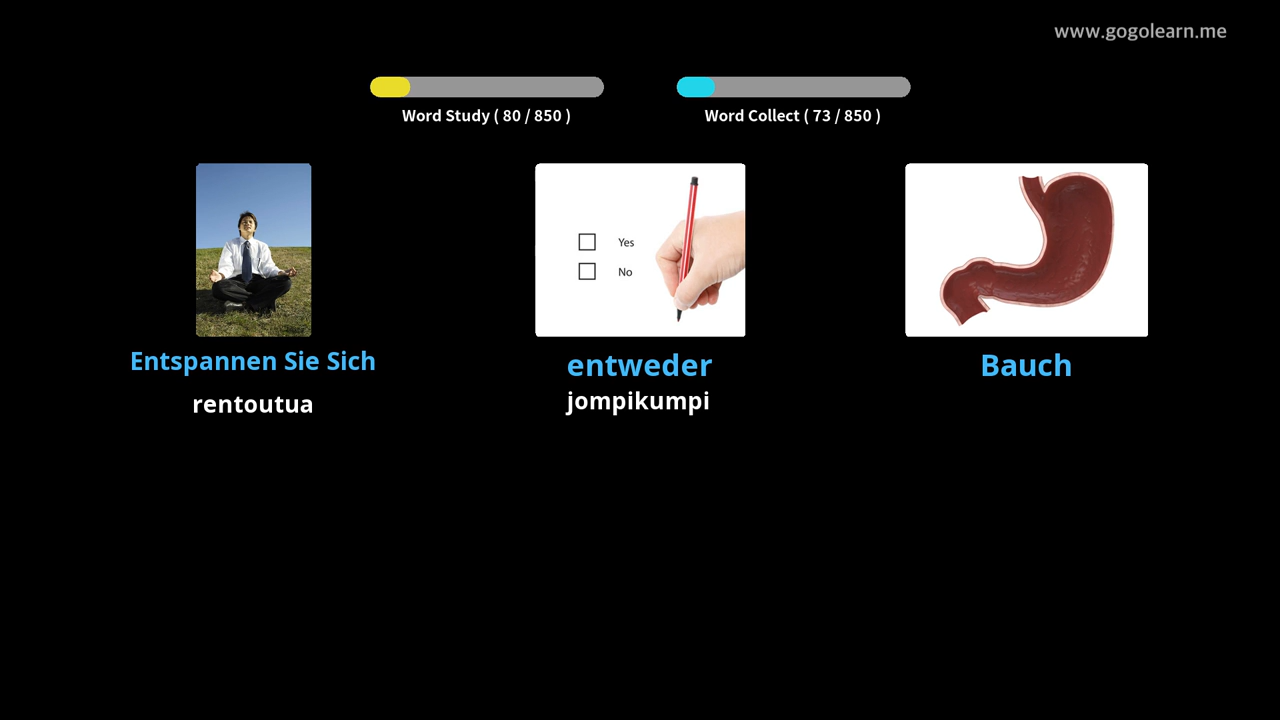 www.gogolearn.me
Word Study ( 80 / 850 )
Word Collect ( 73 / 850 )
Yes
No
Entspannen Sie Sich
rentoutua
entweder
jompikumpi
Bauch